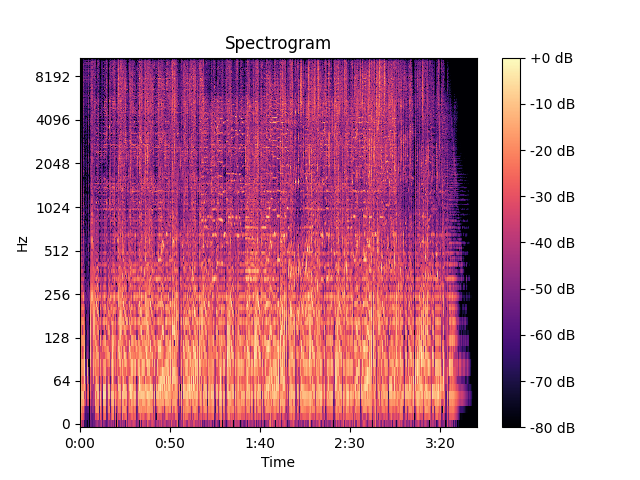 Spectrogram
Hz
8192
4096
2048
1024
512
256
128
64
0
0:00 0:50 1:40 2:30 3:20
Time
+0 dB
-10 dB
-20 dB
-30 dB
-40 dB
-50 dB
-60 dB
-70 dB
-80 dB